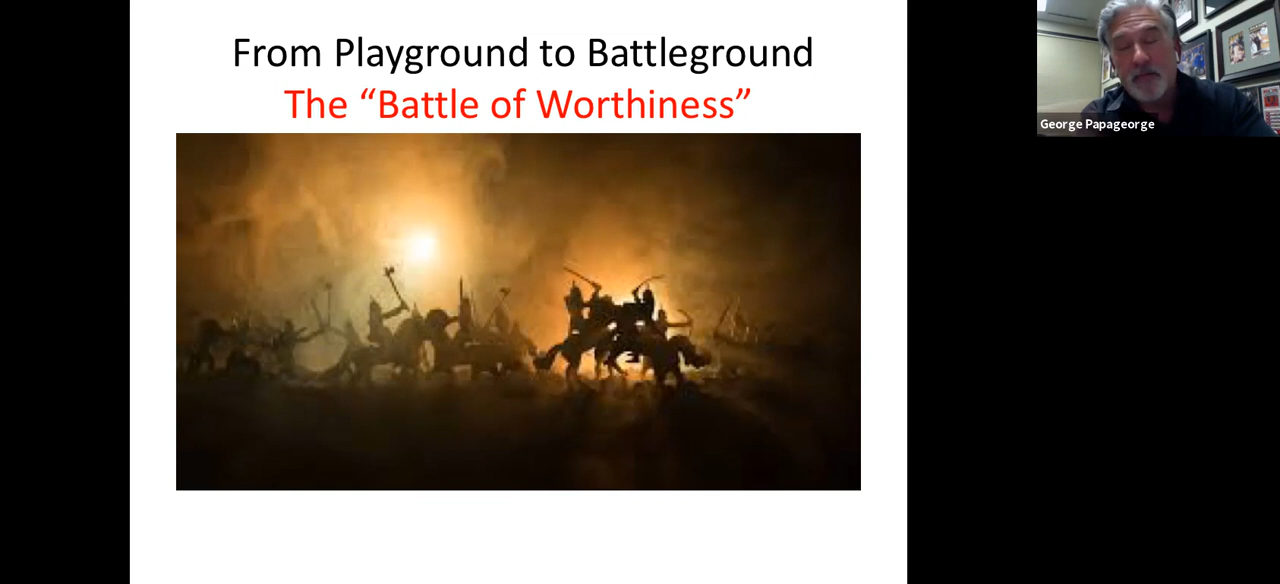 From Playground to Battleground
The “Battle of Worthiness”
George Papageorge